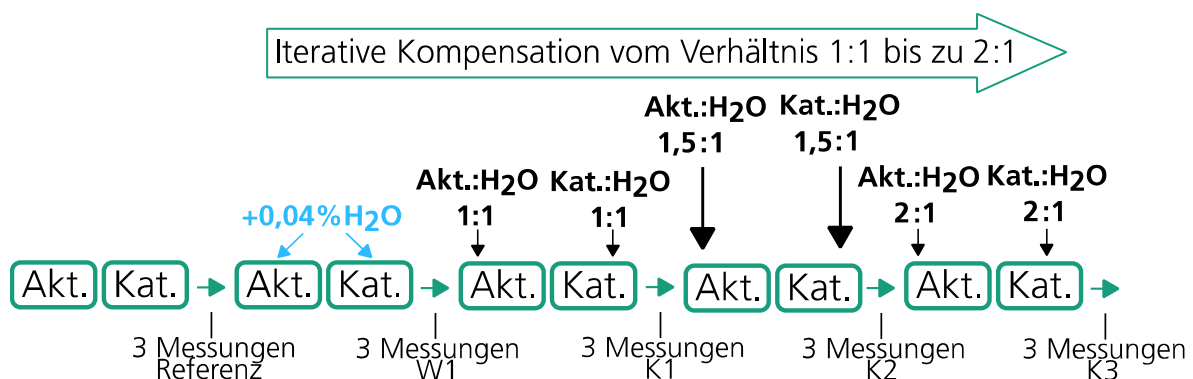 Iterative Kompensation vom Verhältnis 1:1 bis zu 2:1
Akt.:H2O
1,5:1
Kat.:H2O
1,5:1
Akt.:H2O
1:1
Kat.:H2O
1:1
Akt.:H2O
2:1
Kat.:H2O
2:1
+0,04%H2O
Akt. Kat. Akt. Kat. Akt. Kat. Akt. Kat. Akt. Kat.
3 Messungen
Referenz
3 Messungen
W1
3 Messungen
K1
3 Messungen
K2
3 Messungen
K3